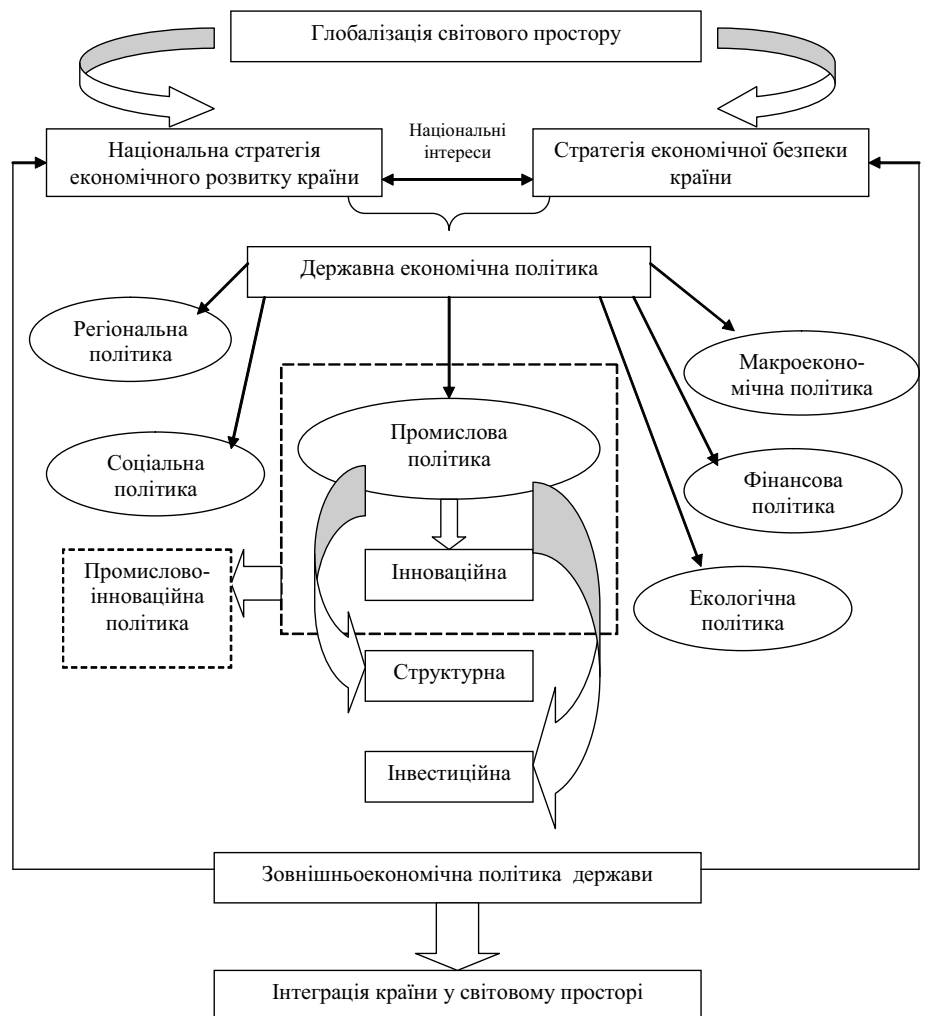 Глобалізація світового простору
Національна стратегія
економічного розвитку країни
Національні
інтереси
Стратегія економічної безпеки
країни
Державна економічна політика
Регіональна
політика
Макроеконо-
мічна політика
Промислова
політика
Соціальна
політика
Фінансова
політика
Промислово-
інноваційна
політика
Інноваційна
Екологічна
політика
Структурна
Інвестиційна
Зовнішньоекономічна політика держави
Інтеграція країни у світовому просторі